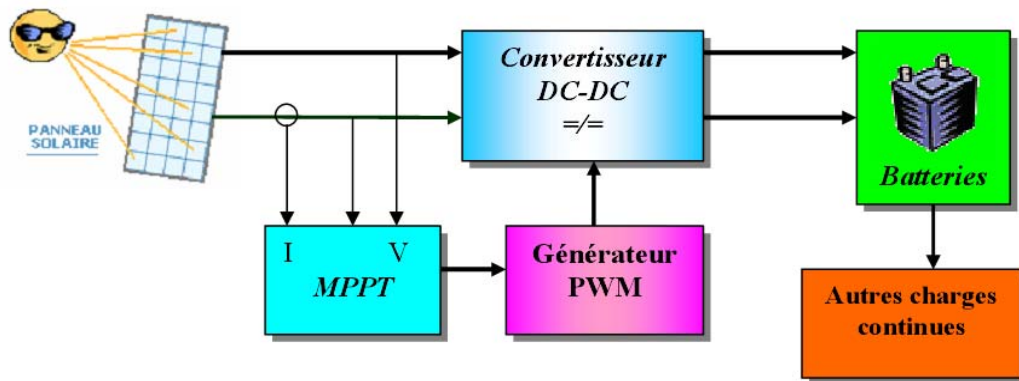 PANNEAU
SOLAIRE
Convertisseur
DC-DC
=/=
Batteries
I V
MPPT
Générateur
PWM
Autres charges
continues